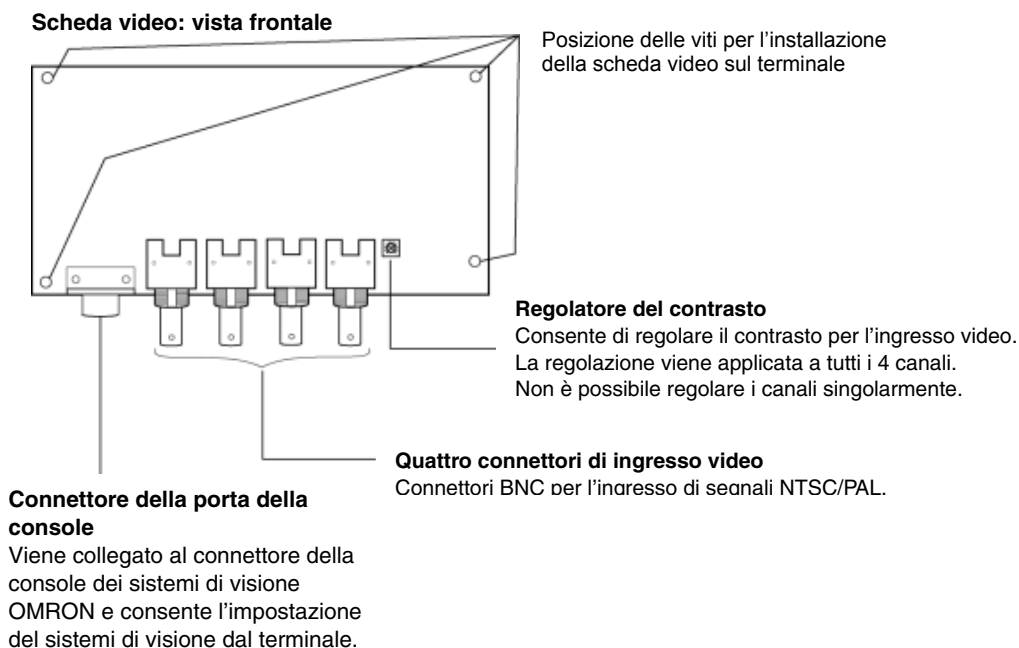 Scheda video: vista frontale
Posizione delle viti per l'installazione
della scheda video sul terminale
Regolatore del contrasto
Consente di regolare il contrasto per l'ingresso video.
La regolazione viene applicata a tutti i 4 canali.
Non è possibile regolare i canali singolarmente.
Quattro connettori di ingresso video
Connettori BNC per l'ingresso di segnali NTSC/PAL.
Connettore della porta della
console
Viene collegato al connettore della
console dei sistemi di visione
OMRON e consente l'impostazione
del sistemi di visione dal terminale.